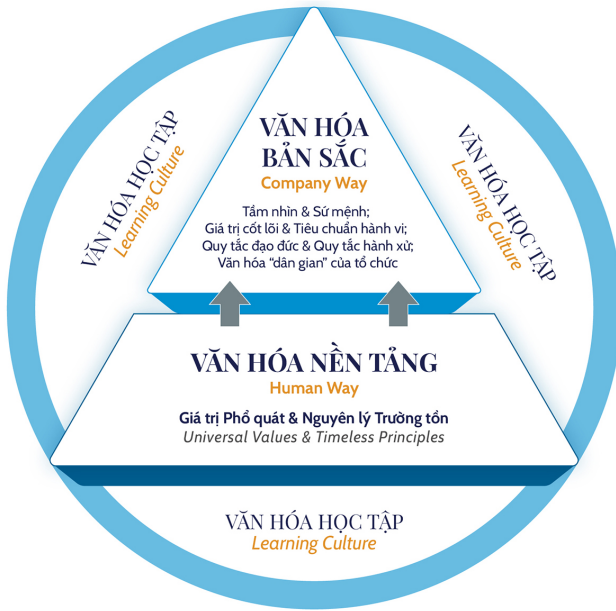 VĂN HÓA
BẢN SẮC
Company Way
Tầm nhìn & Sứ mệnh;
Giá trị cốt lõi & Tiêu chuẩn hành vi;
Quy tắc đạo đức & Quy tắc hành xử;
Văn hóa “dân gian” của tổ chức
VĂN HÓA HỌC TẬP
Learning Culture
VĂN HÓA HỌC TẬP
Learning Culture
VĂN HÓA NỀN TẢNG
Human Way
Giá trị Phổ quát & Nguyên lý Trường tồn
Universal Values & Timeless Principles
VĂN HÓA HỌC TẬP
Learning Culture